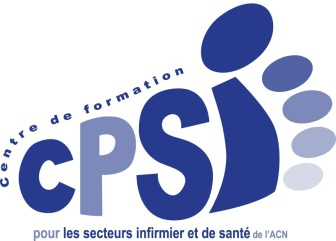 Centre de formation
CPSi
pour les secteurs infirmier et de santé de l'ACN